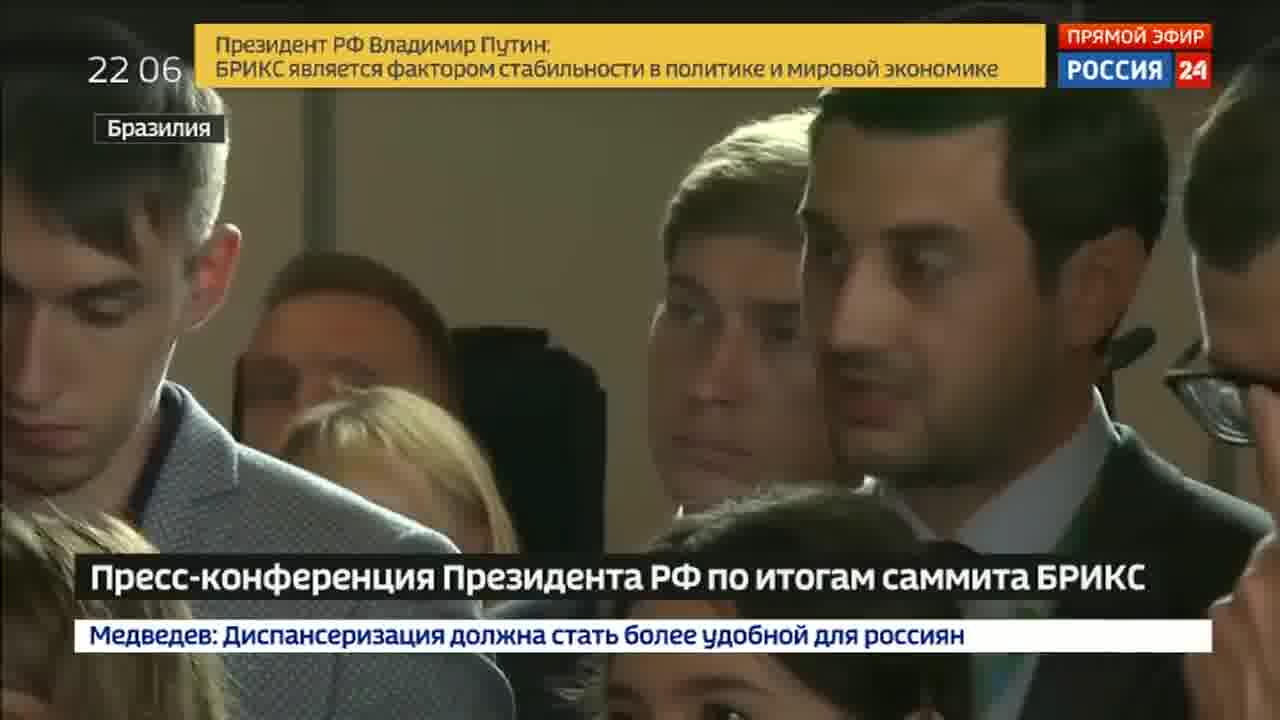 22 06
Президент РФ Владимир Путин:
БРИКС является фактором стабильности в политике и мировой экономике
ПРЯМОЙ ЭФИР
РОССИЯ 24
Бразилия
Пресс-конференция Президента РФ по итогам саммита БРИКС
Медведев: Диспансеризация должна стать более удобной для россиян